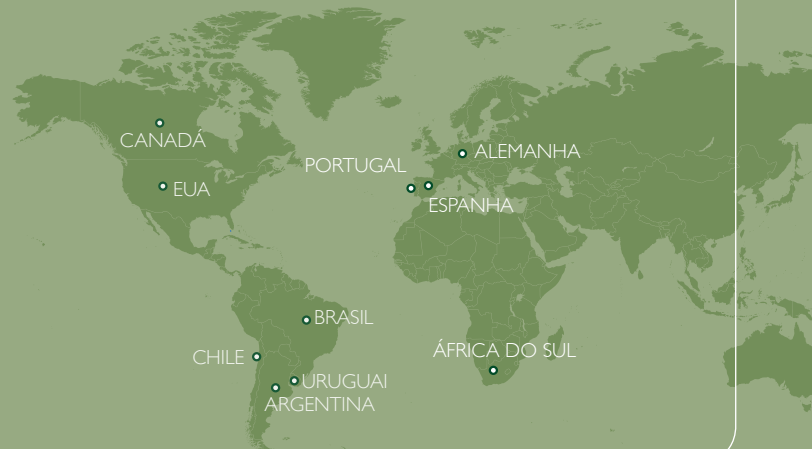 CANADÁ
PORTUGAL
ALEMANHA
EUA
ESPANHA
BRASIL
CHILE
ÁFRICA DO SUL
URUGUAI
ARGENTINA